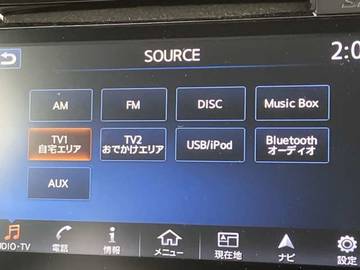 SOURCE
2:0
AM
FM
DISC
Music Box
TV1
自宅エリア
TV2
おでかけエリア
USB/iPod
Bluetooth
オーディオ
AUX
UDIO･TV
電話
情報
メニュー
現在地
ナビ
設定